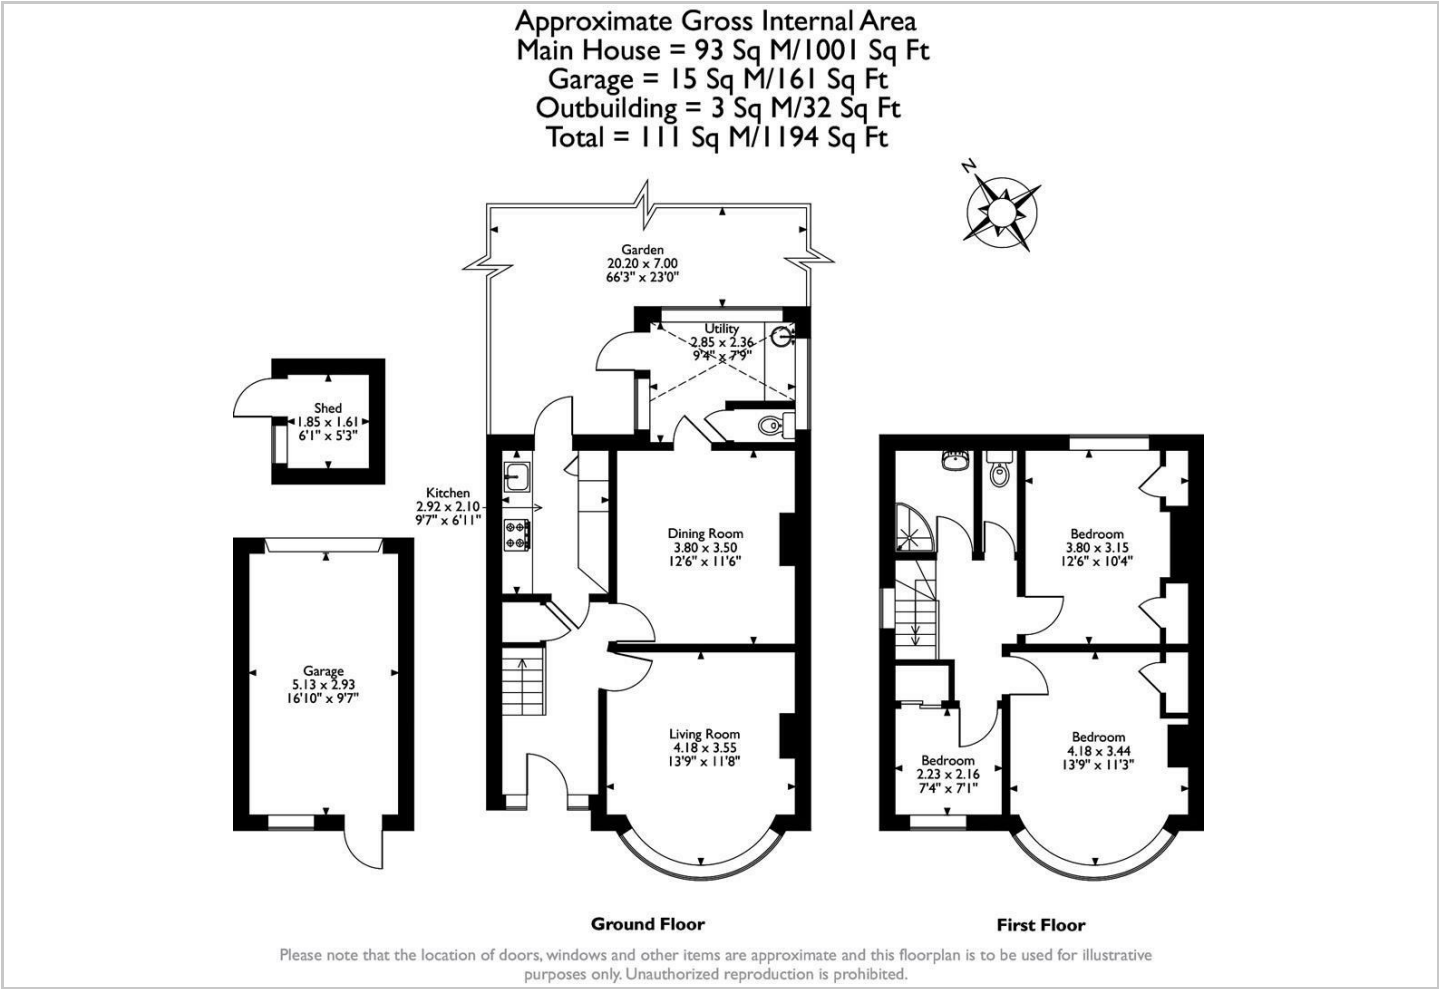 Approximate Gross Internal Area
Main House = 93 Sq M/1001 Sq Ft
Garage = 15 Sq M/161 Sq Ft
Outbuilding = 3 Sq M/32 Sq Ft
Total = 111 Sq M/1194 Sq Ft
N
Garden
20.20 x 7.00
66'3" x 23'0"
Utility
2.85 x 2.36
9'4" x 7'9"
Shed
1.85 x 1.61
6'1" x 5'3"
Kitchen
2.92 x 2.10
9'7" x 6'11"
Dining Room
3.80 x 3.50
12'6" x 11'6"
Bedroom
3.80 x 3.15
12'6" x 10'4"
Garage
5.13 x 2.93
16'10" x 9'7"
Living Room
4.18 x 3.55
13'9" x 11'8"
Bedroom
2.23 x 2.16
7'4" x 7'1"
Bedroom
4.18 x 3.44
13'9" x 11'3"
Ground Floor
First Floor
Please note that the location of doors, windows and other items are approximate and this floorplan is to be used for illustrative
purposes only. Unauthorized reproduction is prohibited.